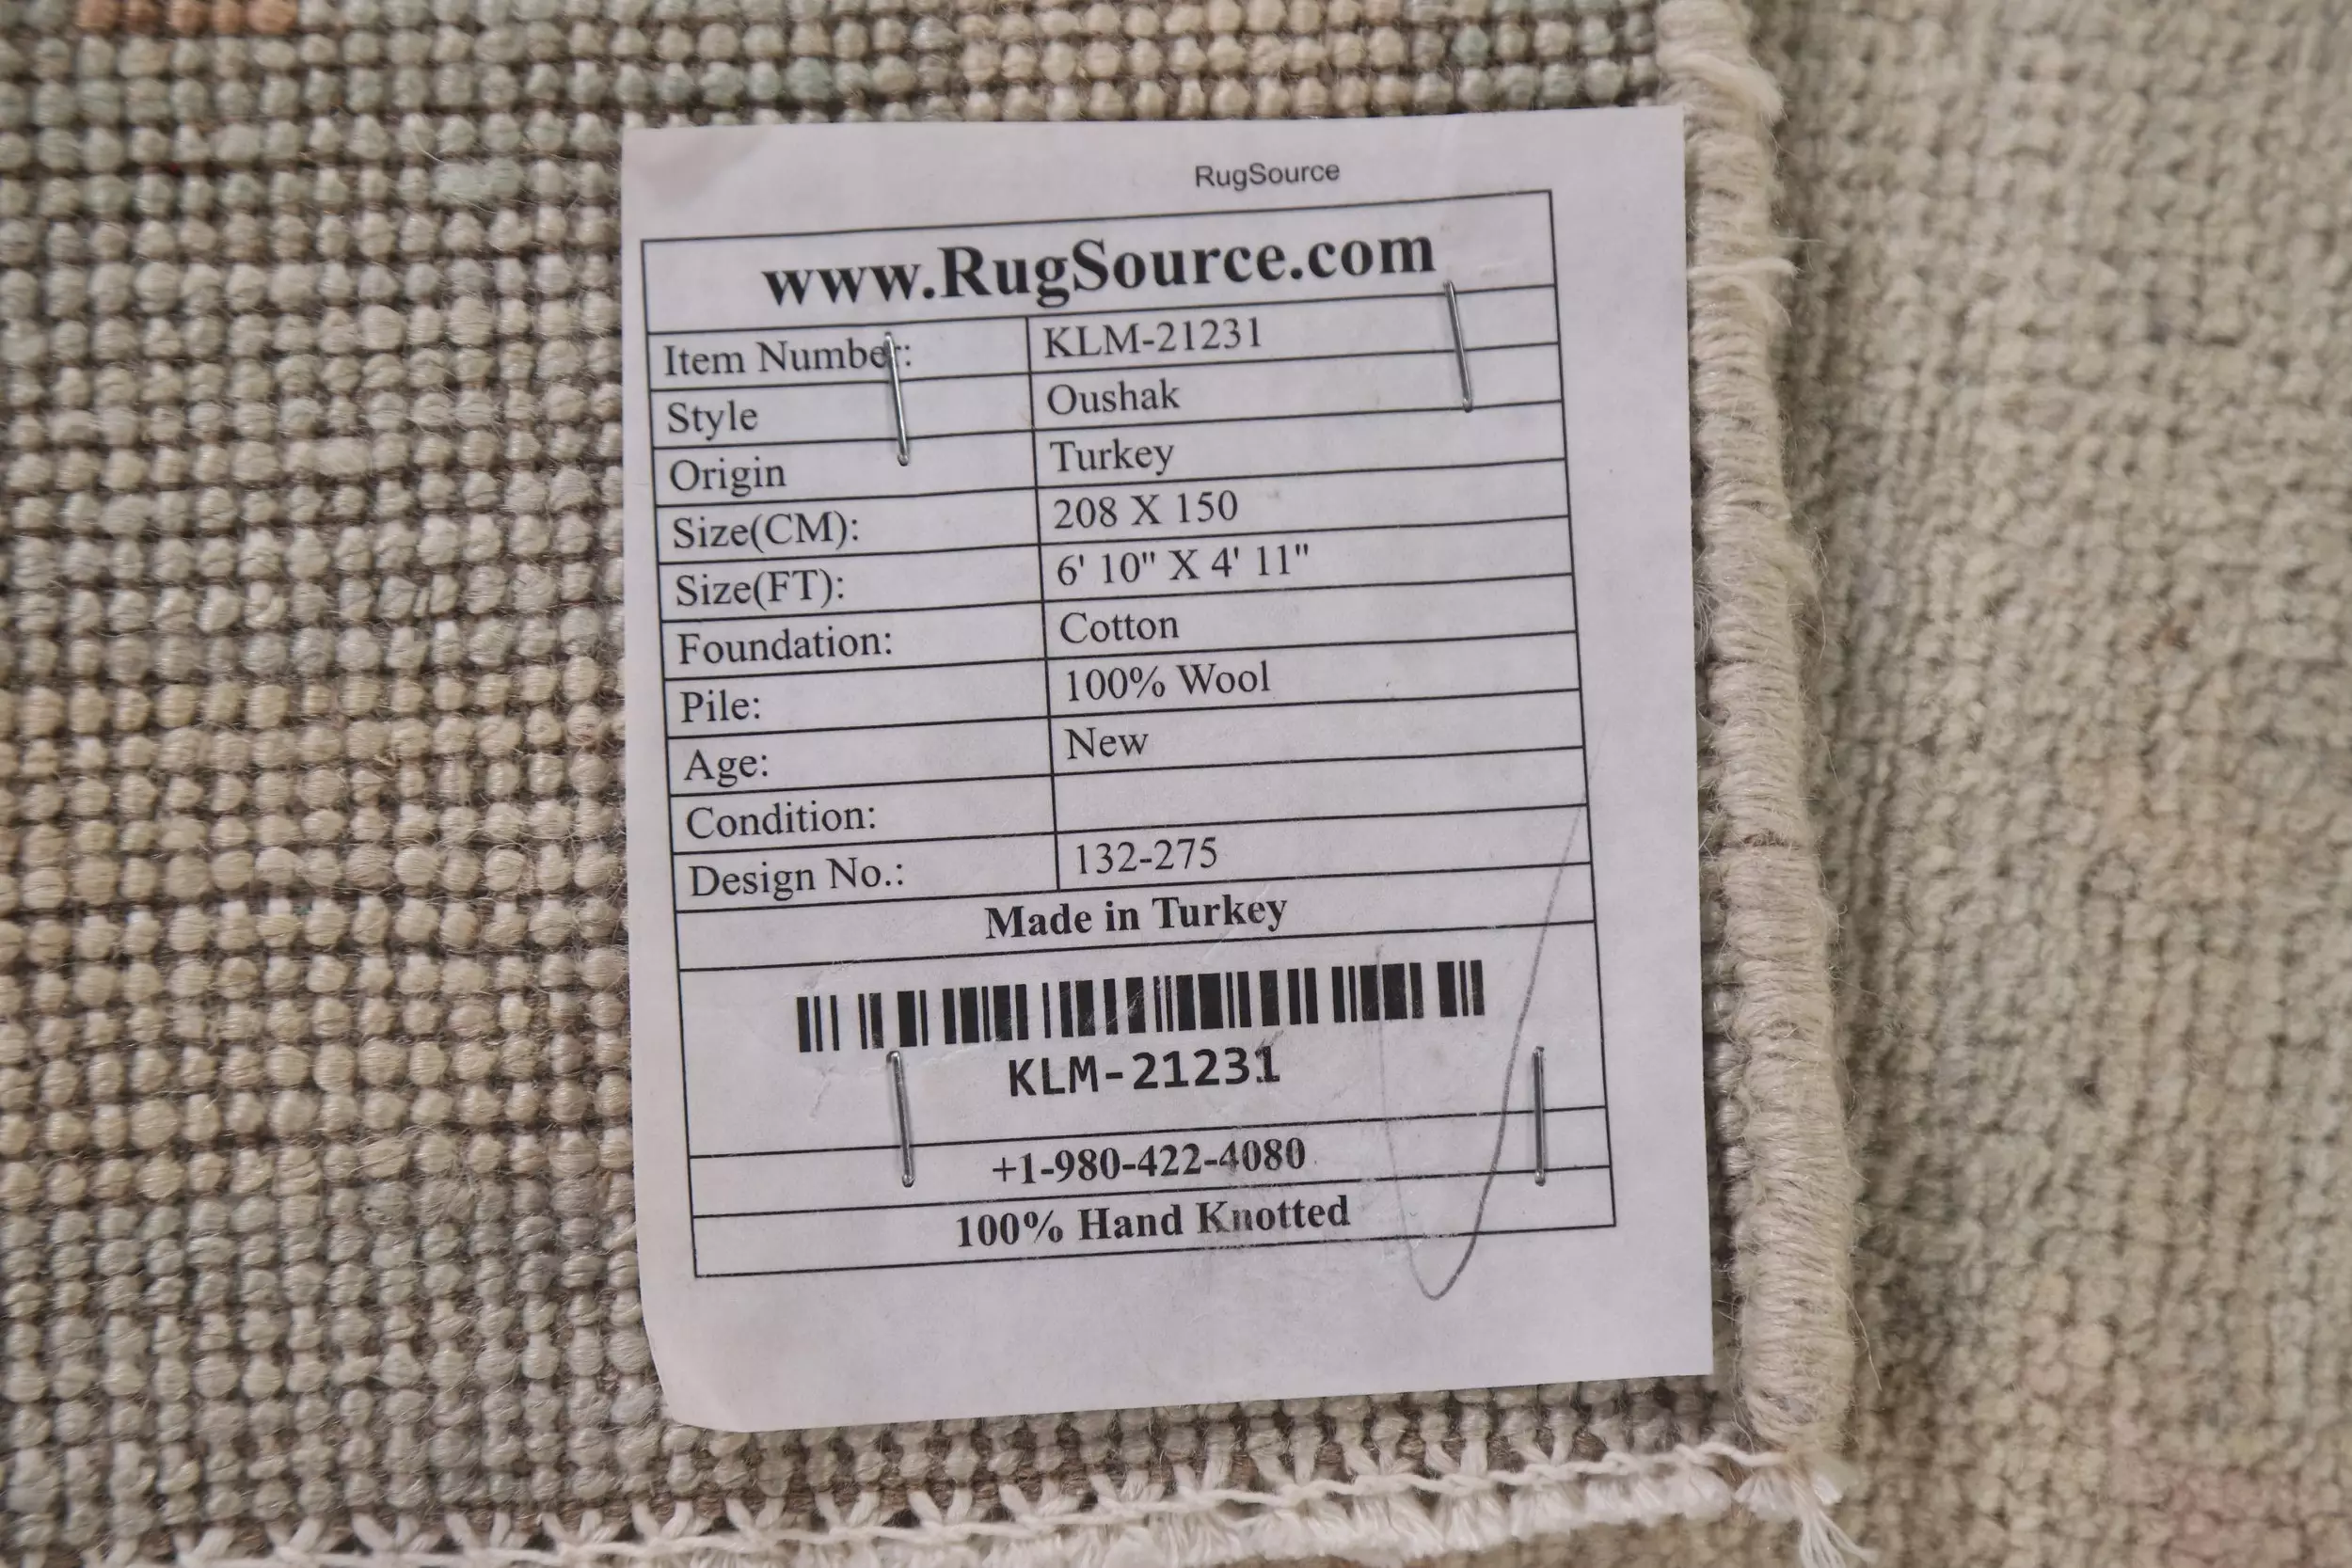 RugSource
www.RugSource.com
Item Number: KLM-21231
Style Oushak
Origin Turkey
Size(CM): 208 X 150
Size(FT): 6' 10" X 4' 11"
Foundation: Cotton
Pile: 100% Wool
Age: New
Condition:
Design No.: 132-275
Made in Turkey
KLM-21231
+1-980-422-4080
100% Hand Knotted